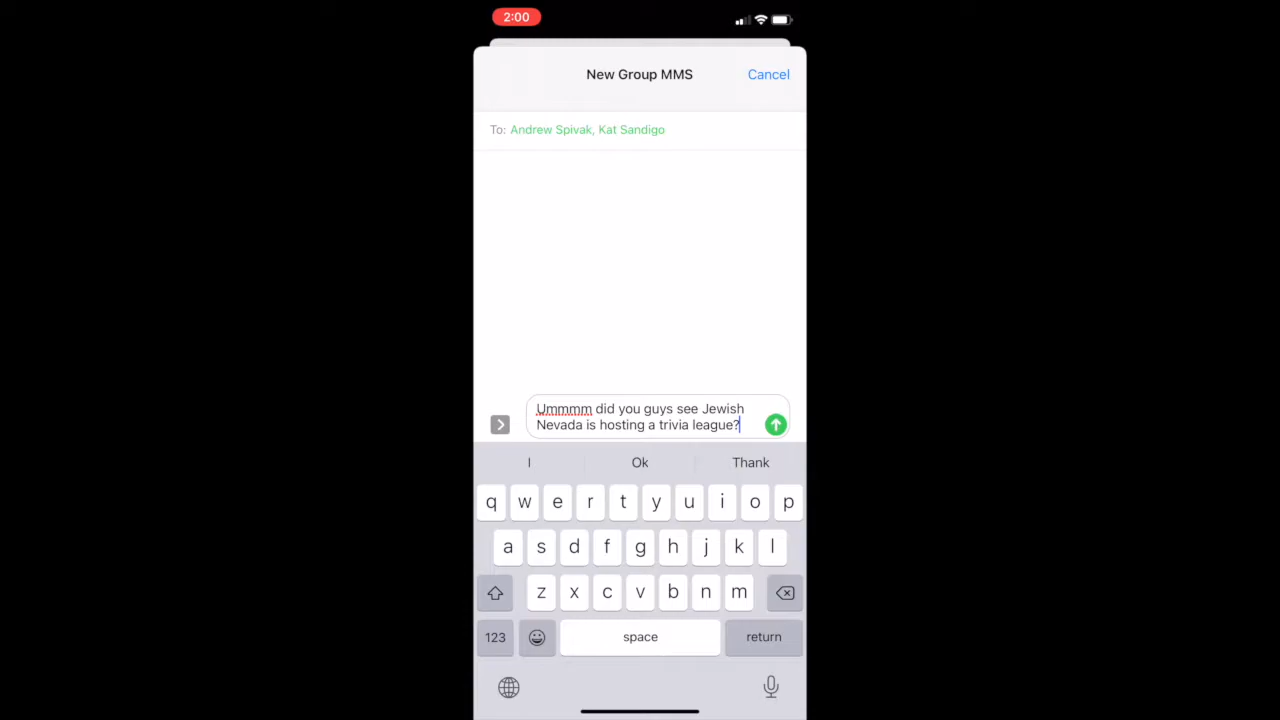 2:00
New Group MMS
Cancel
To: Andrew Spivak, Kat Sandigo
Ummmm did you guys see Jewish
Nevada is hosting a trivia league?
I Ok Thank
q w e r t y u i o p
a s d f g h j k l
z x c v b n m
123 space return